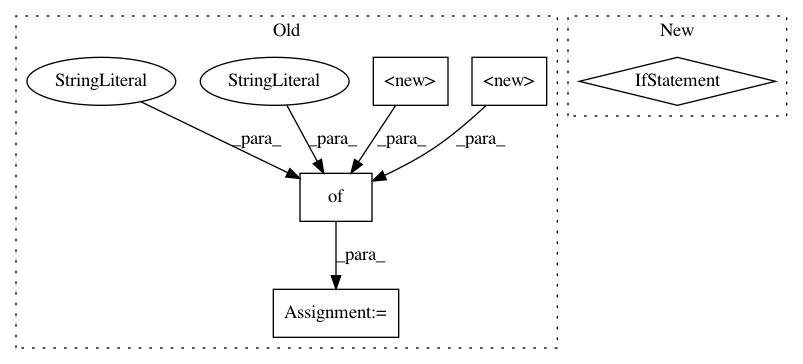 Old
New
StringLiteral
StringLiteral
<new>
<new>
IfStatement
_para_
_para_
_para_
_para_
of
_para_
Assignment:=